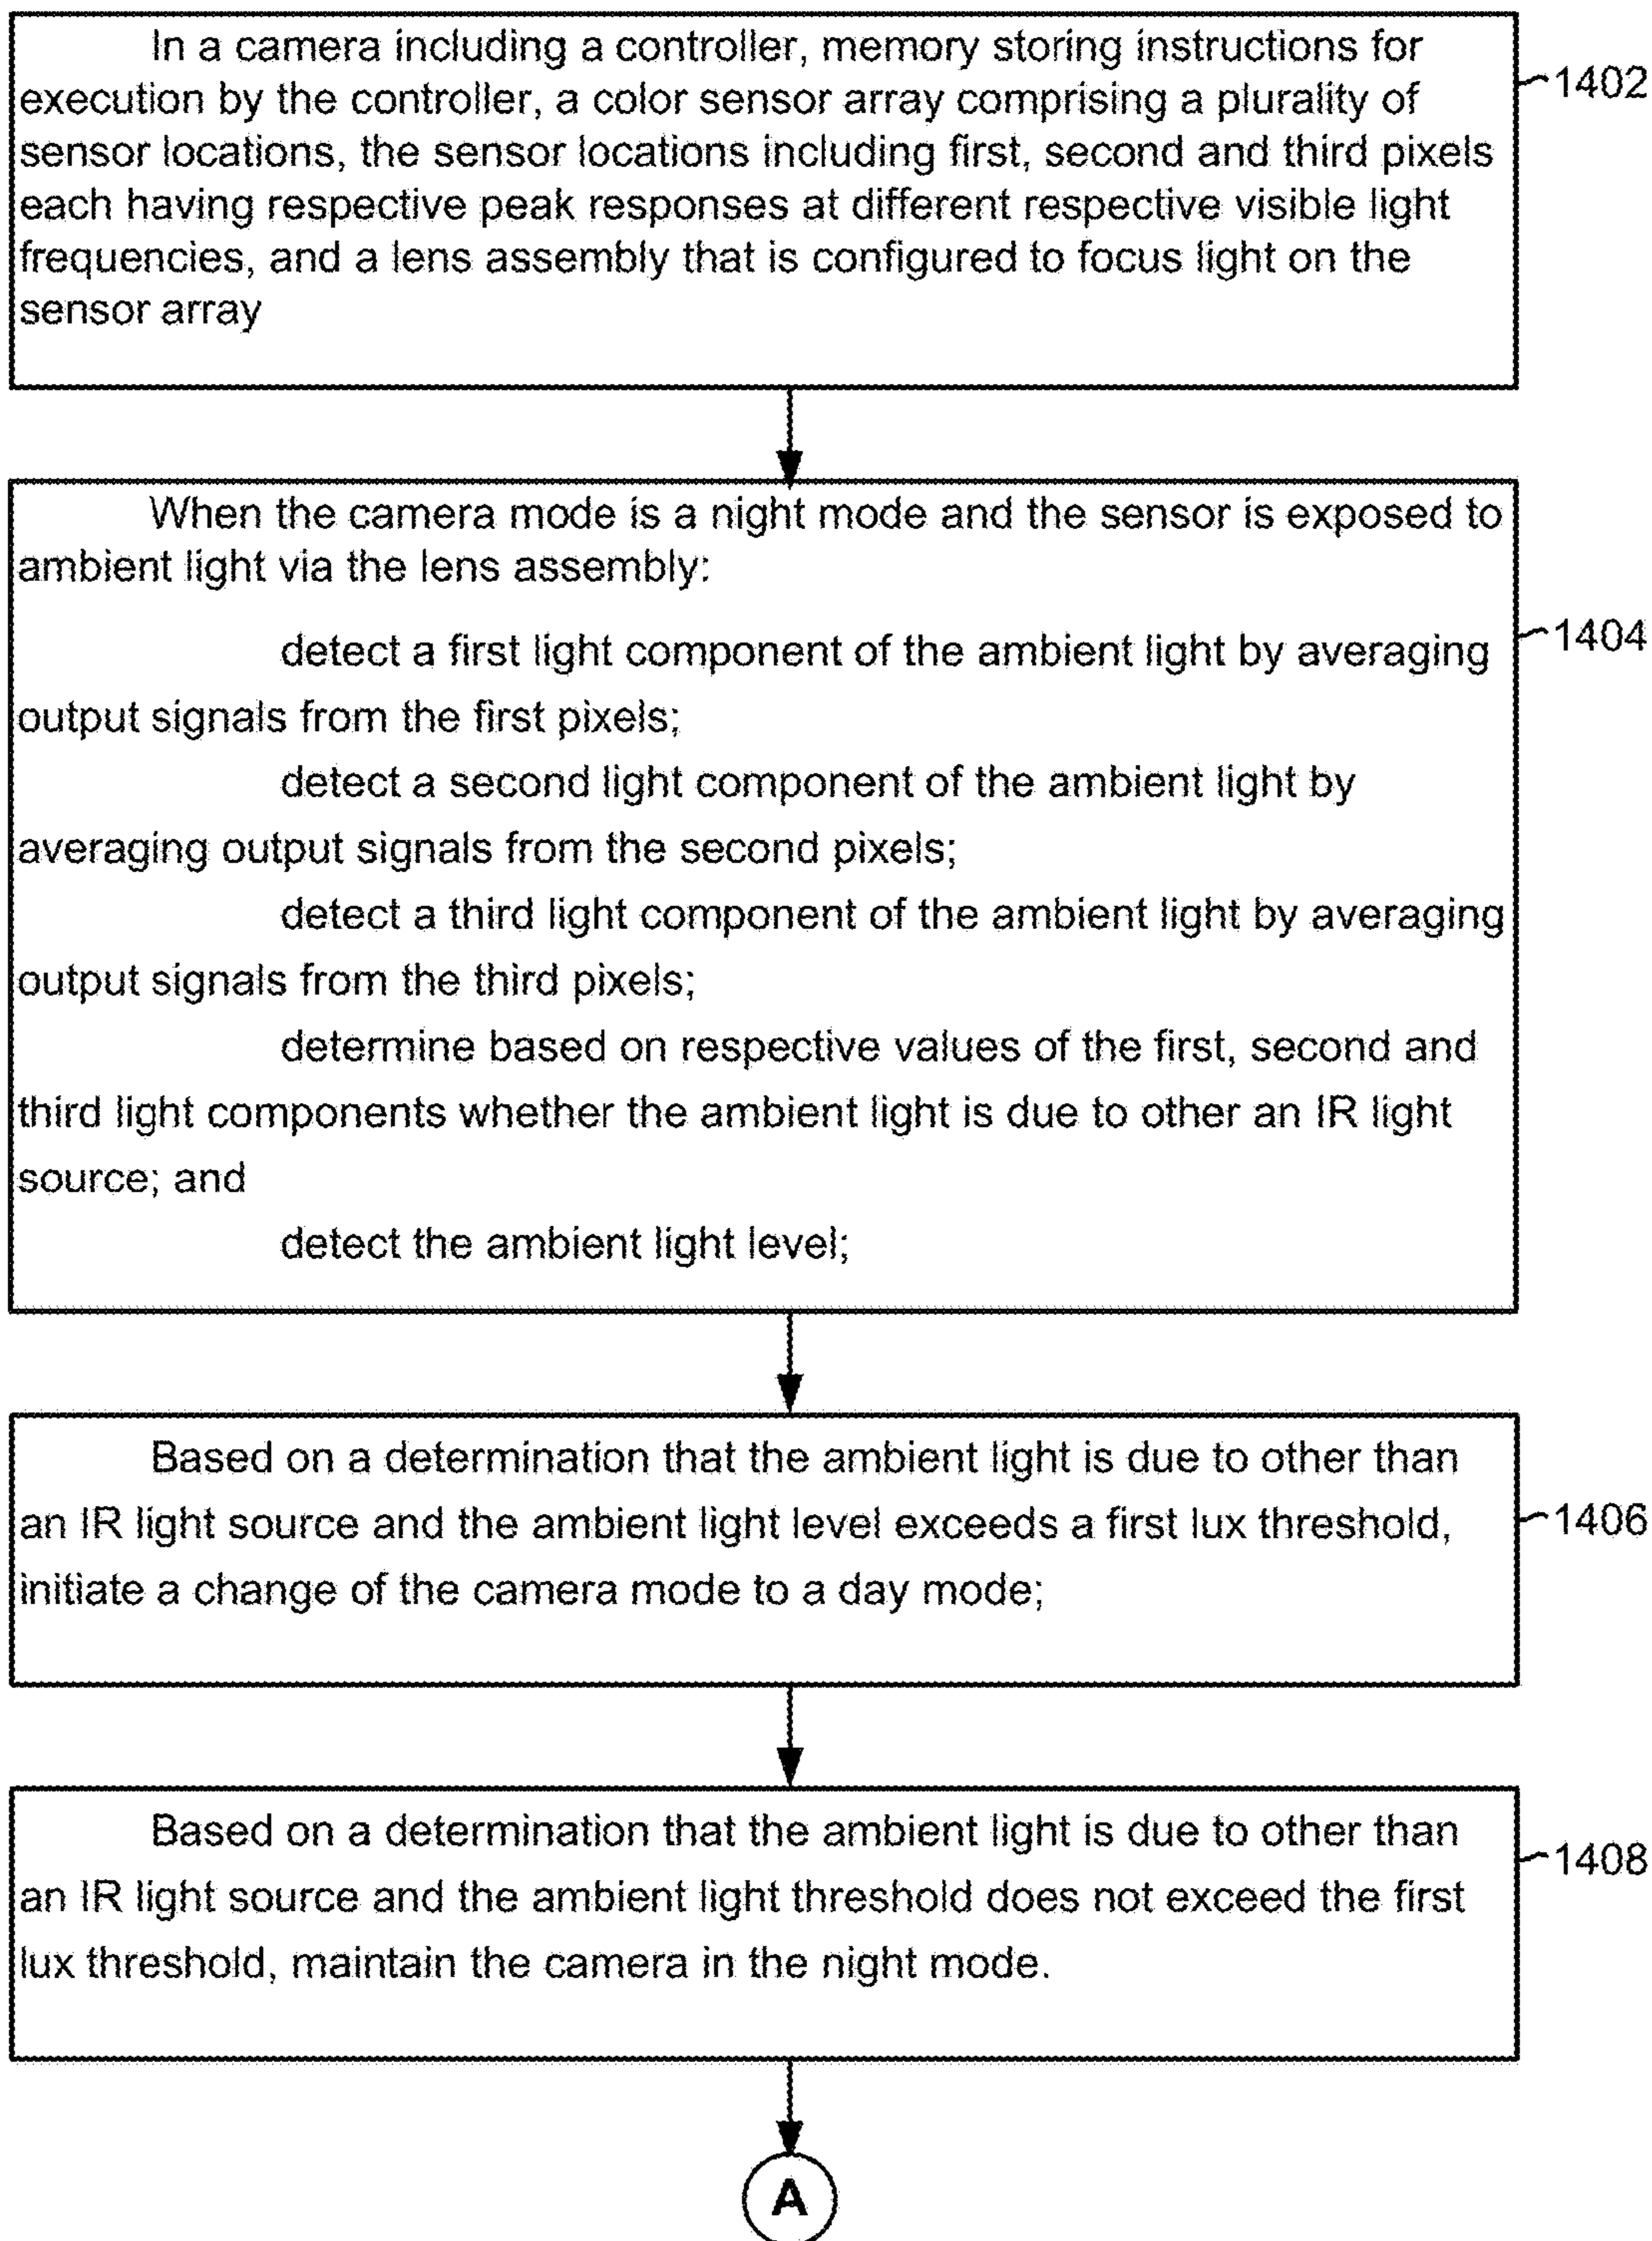 In a camera including a controller, memory storing instructions for
execution by the controller, a color sensor array comprising a plurality of
sensor locations, the sensor locations including first, second and third pixels
each having respective peak responses at different respective visible light
frequencies, and a lens assembly that is configured to focus light on the
sensor array
1402
When the camera mode is a night mode and the sensor is exposed to
ambient light via the lens assembly:
detect a first light component of the ambient light by averaging
output signals from the first pixels;
detect a second light component of the ambient light by
averaging output signals from the second pixels;
detect a third light component of the ambient light by averaging
output signals from the third pixels;
determine based on respective values of the first, second and
third light components whether the ambient light is due to other an IR light
source; and
detect the ambient light level;
1404
Based on a determination that the ambient light is due to other than
an IR light source and the ambient light level exceeds a first lux threshold,
initiate a change of the camera mode to a day mode;
1406
Based on a determination that the ambient light is due to other than
an IR light source and the ambient light threshold does not exceed the first
lux threshold, maintain the camera in the night mode.
1408
A